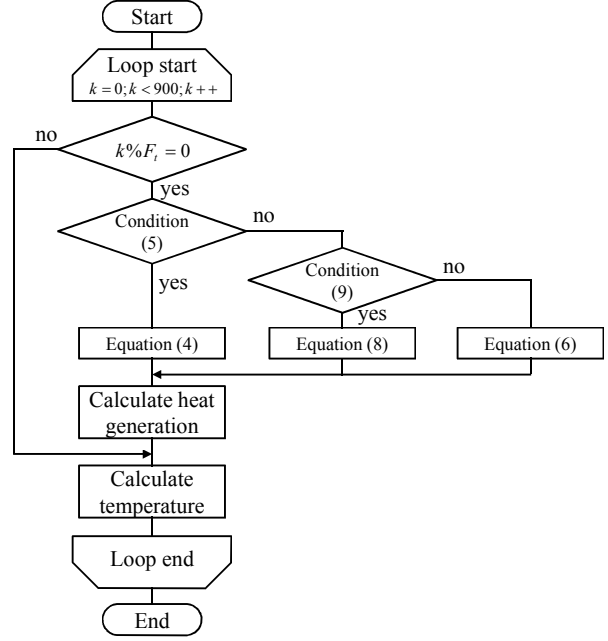 Start
Loop start
k = 0; k < 900; k + +
no
k%F_t = 0
yes
Condition
(5)
no
yes
Condition
(9)
no
yes
Equation (4)
Equation (8)
Equation (6)
Calculate heat
generation
Calculate
temperature
Loop end
End